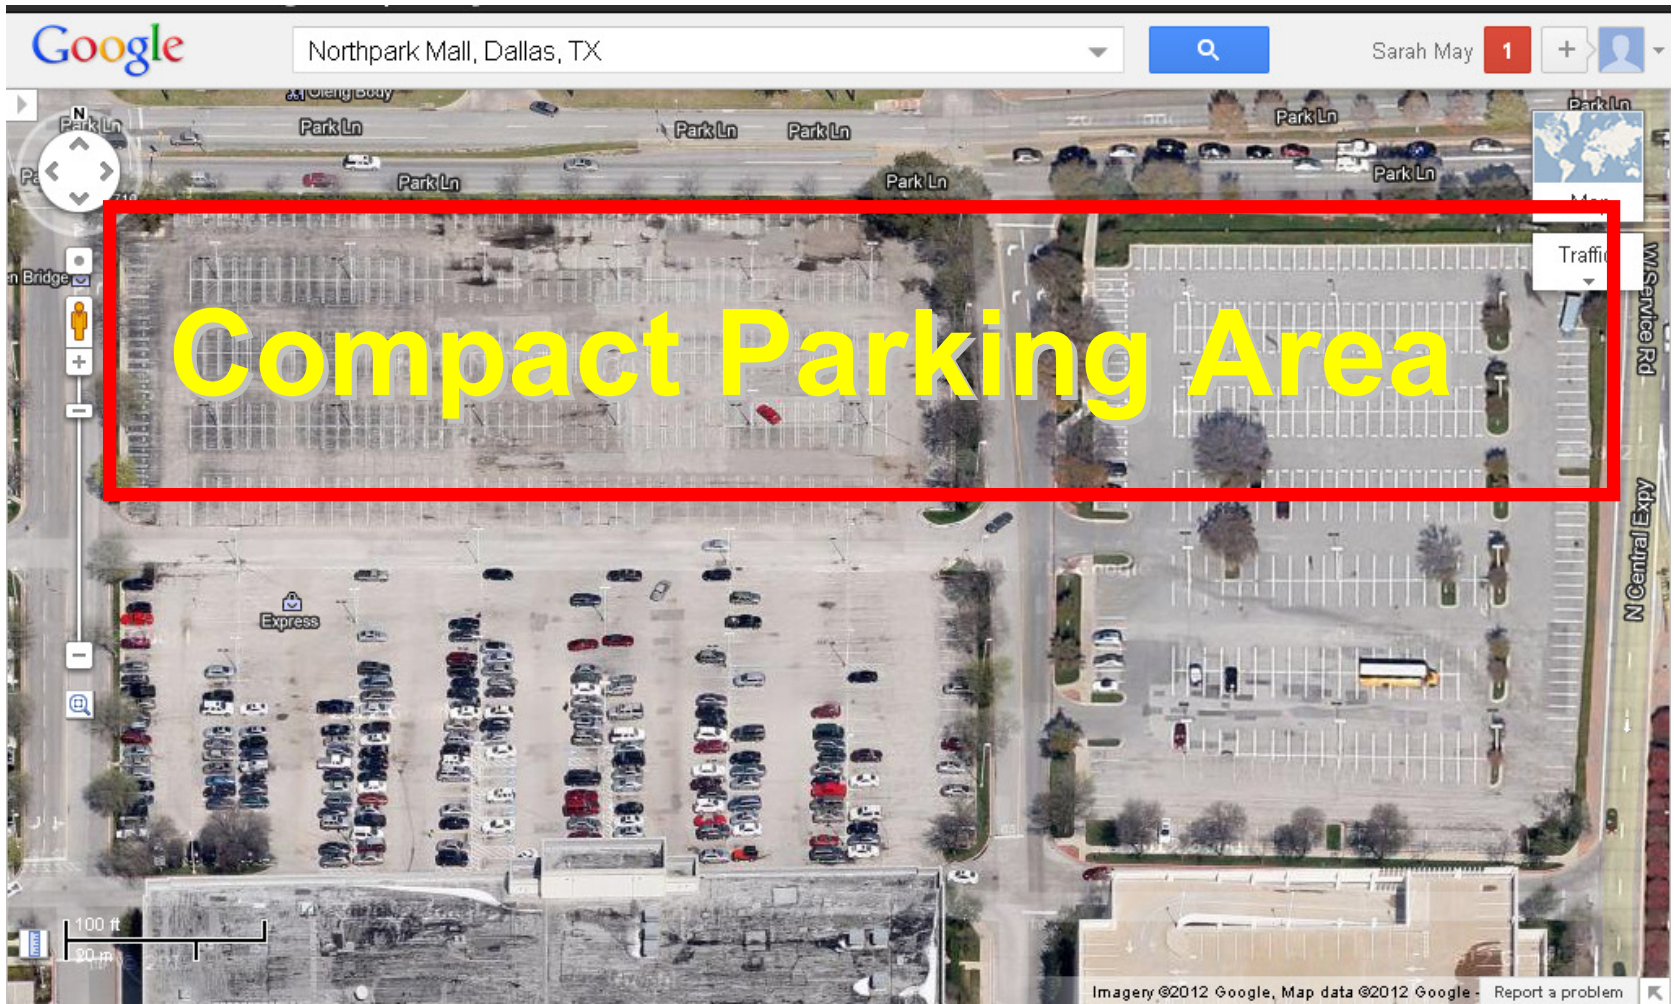 Google
Northpark Mall, Dallas, TX
Sarah May 1 +
N
Park Ln
Park Ln
Park Ln
Park Ln
Park Ln
Park Ln
Park Ln
Park Ln
Park Ln
Map
Traffic
n Bridge
W Service Rd
Compact Parking Area
N Central Expy
Express
100 ft
20 m
Imagery ©2012 Google, Map data ©2012 Google -
Report a problem